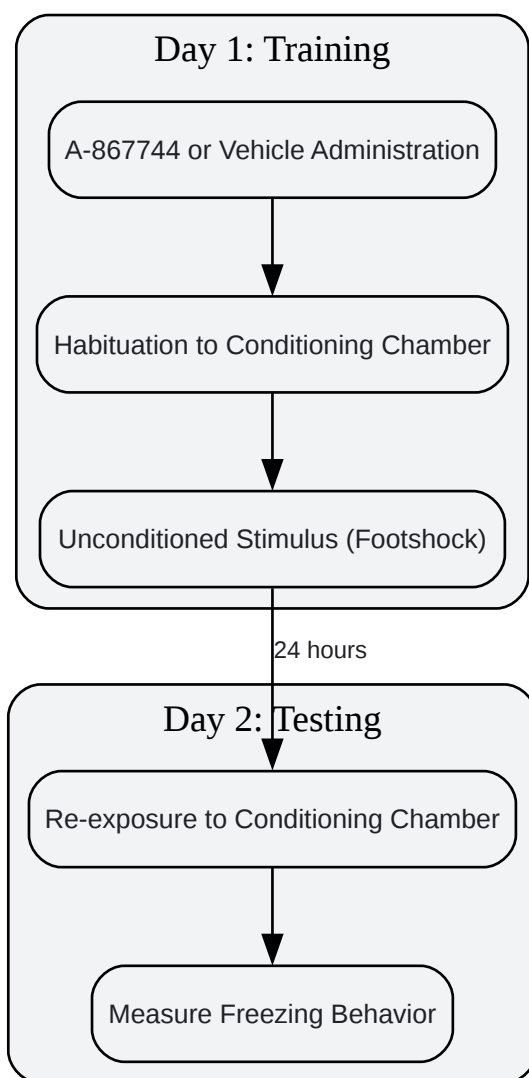 Day 1: Training
A-867744 or Vehicle Administration
Habituation to Conditioning Chamber
Unconditioned Stimulus (Footshock)
24 hours
Day 2: Testing
Re-exposure to Conditioning Chamber
Measure Freezing Behavior